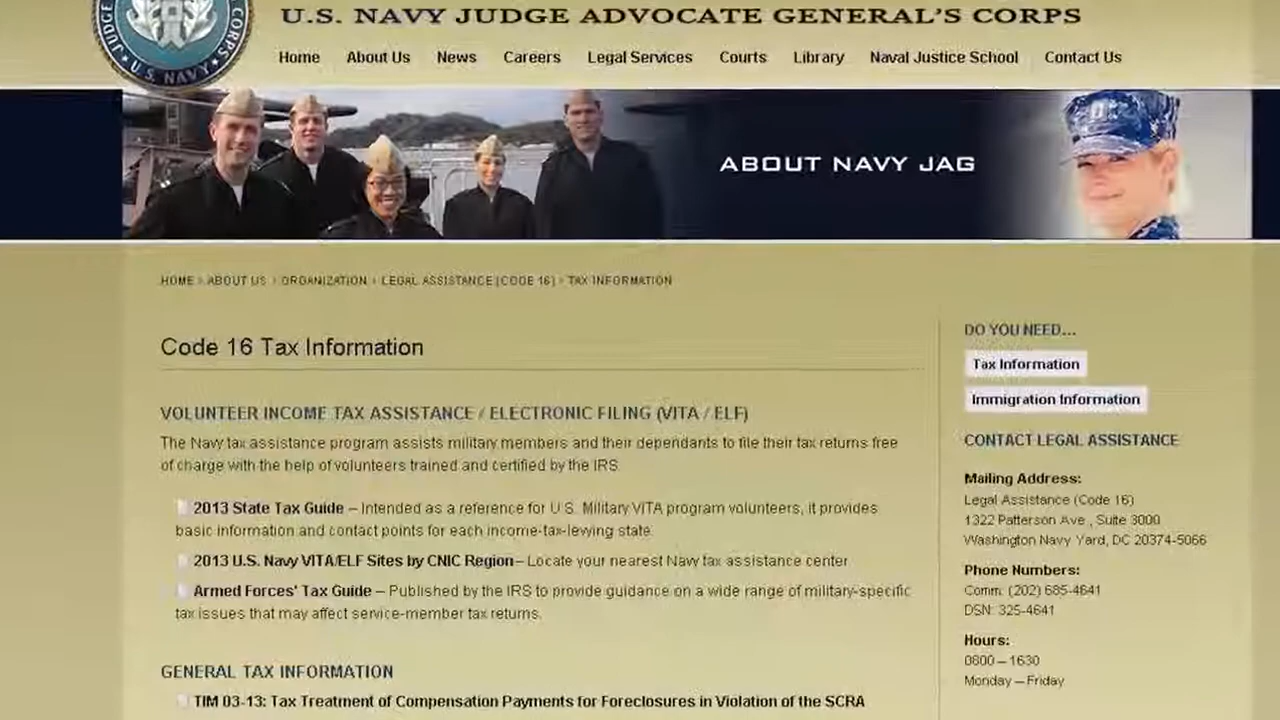 U.S. NAVY JUDGE ADVOCATE GENERAL'S CORPS
JUDGE CORPS
U.S. NAVY
Home About Us News Careers Legal Services Courts Library Naval Justice School Contact Us
ABOUT NAVY JAG
HOME › ABOUT US › ORGANIZATION › LEGAL ASSISTANCE (CODE 16) › TAX INFORMATION
Code 16 Tax Information
VOLUNTEER INCOME TAX ASSISTANCE / ELECTRONIC FILING (VITA / ELF)
The Navy tax assistance program assists military members and their dependants to file their tax returns free
of charge with the help of volunteers trained and certified by the IRS.
2013 State Tax Guide – Intended as a reference for U.S. Military VITA program volunteers, it provides
basic information and contact points for each income-tax-levying state.
2013 U.S. Navy VITA/ELF Sites by CNIC Region – Locate your nearest Navy tax assistance center.
Armed Forces' Tax Guide – Published by the IRS to provide guidance on a wide range of military-specific
tax issues that may affect service-member tax returns.
GENERAL TAX INFORMATION
TIM 03-13: Tax Treatment of Compensation Payments for Foreclosures in Violation of the SCRA
DO YOU NEED...
Tax Information
Immigration Information
CONTACT LEGAL ASSISTANCE
Mailing Address:
Legal Assistance (Code 16)
1322 Patterson Ave., Suite 3000
Washington Navy Yard, DC 20374-5066
Phone Numbers:
Comm: (202) 685-4641
DSN: 325-4641
Hours:
0800 – 1630
Monday – Friday